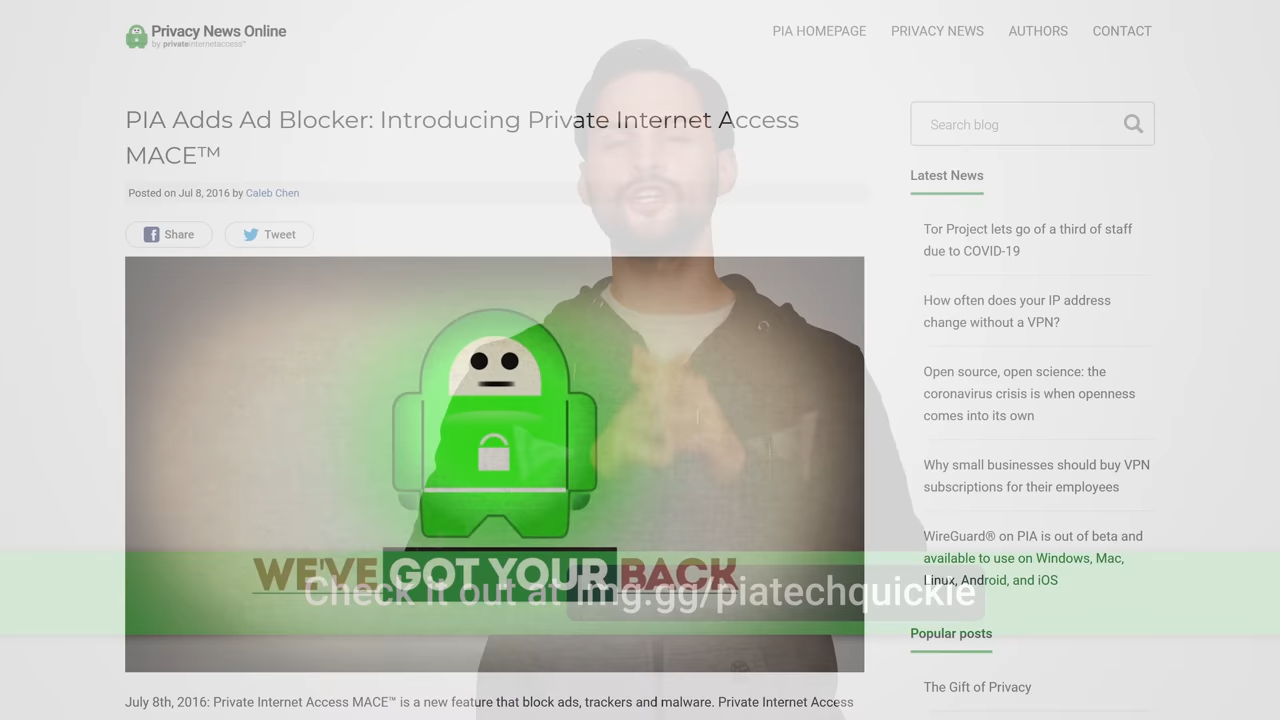 Privacy News Online
by privateinternetaccess™
PIA HOMEPAGE
PRIVACY NEWS
AUTHORS
CONTACT
PIA Adds Ad Blocker: Introducing Private Internet Access
MACE™
Posted on Jul 8, 2016 by Caleb Chen
Share
Tweet
WE'VE GOT YOUR BACK
Check it out at lmg.gg/piatechquickie
July 8th, 2016: Private Internet Access MACE™ is a new feature that block ads, trackers and malware. Private Internet Access
Search blog
Latest News
Tor Project lets go of a third of staff
due to COVID-19
How often does your IP address
change without a VPN?
Open source, open science: the
coronavirus crisis is when openness
comes into its own
Why small businesses should buy VPN
subscriptions for their employees
WireGuard® on PIA is out of beta and
available to use on Windows, Mac,
Linux, Android, and iOS
Popular posts
The Gift of Privacy